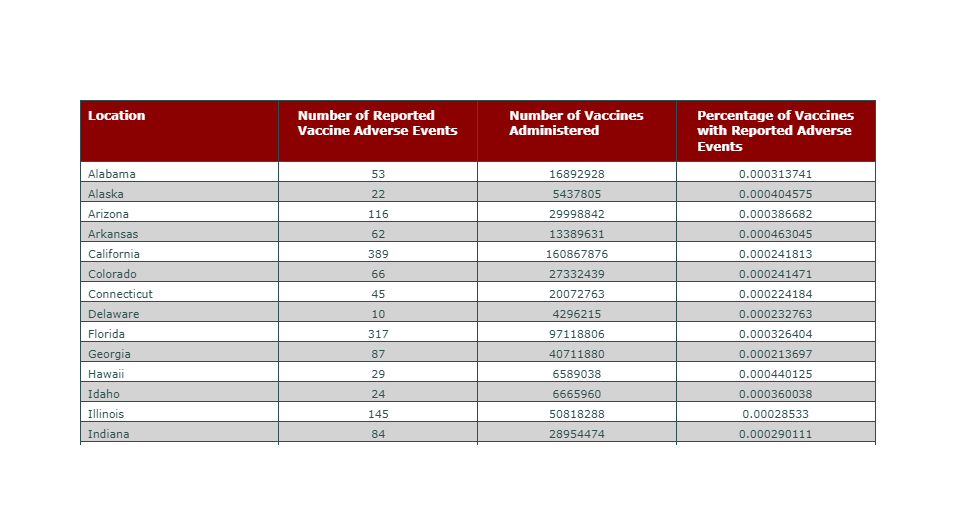 Location Number of Reported Vaccine Adverse Events Number of Vaccines Administered Percentage of Vaccines with Reported Adverse Events
Alabama 53 16892928 0.000313741
Alaska 22 5437805 0.000404575
Arizona 116 29998842 0.000386682
Arkansas 62 13389631 0.000463045
California 389 160867876 0.000241813
Colorado 66 27332439 0.000241471
Connecticut 45 20072763 0.000224184
Delaware 10 4296215 0.000232763
Florida 317 97118806 0.000326404
Georgia 87 40711880 0.000213697
Hawaii 29 6589038 0.000440125
Idaho 24 6665960 0.000360038
Illinois 145 50818288 0.00028533
Indiana 84 28954474 0.000290111